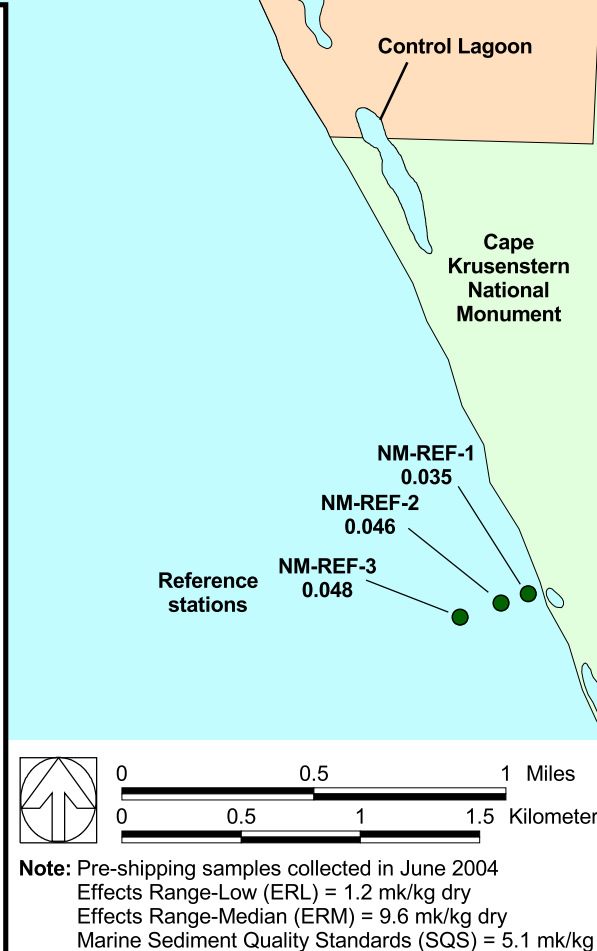 Control Lagoon
Cape
Krusenstern
National
Monument
NM-REF-1
0.035
NM-REF-2
0.046
NM-REF-3
0.048
Reference
stations
0 0.5 1 Miles
0 0.5 1 1.5 Kilometer
Note: Pre-shipping samples collected in June 2004
Effects Range-Low (ERL) = 1.2 mk/kg dry
Effects Range-Median (ERM) = 9.6 mk/kg dry
Marine Sediment Quality Standards (SQS) = 5.1 mk/kg